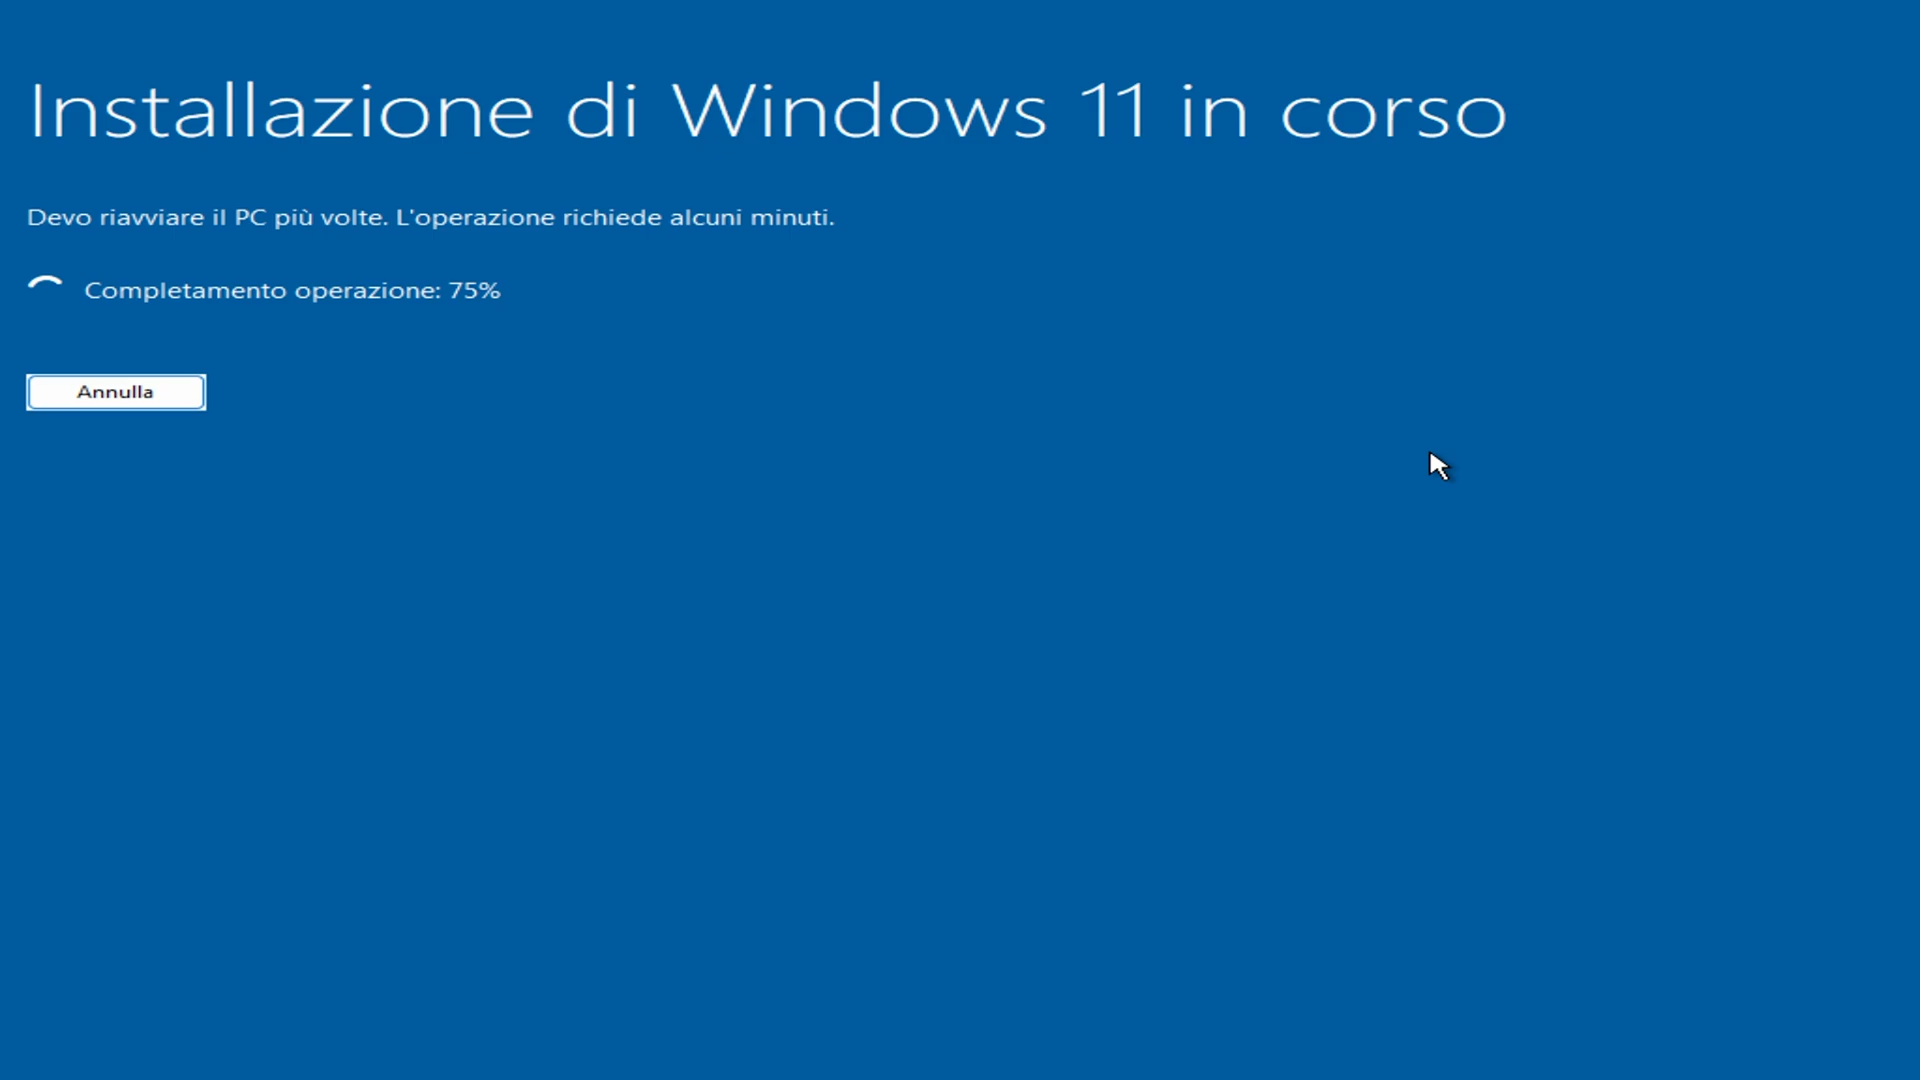 Installazione di Windows 11 in corso
Devo riavviare il PC più volte. L'operazione richiede alcuni minuti.
Completamento operazione: 75%
Annulla